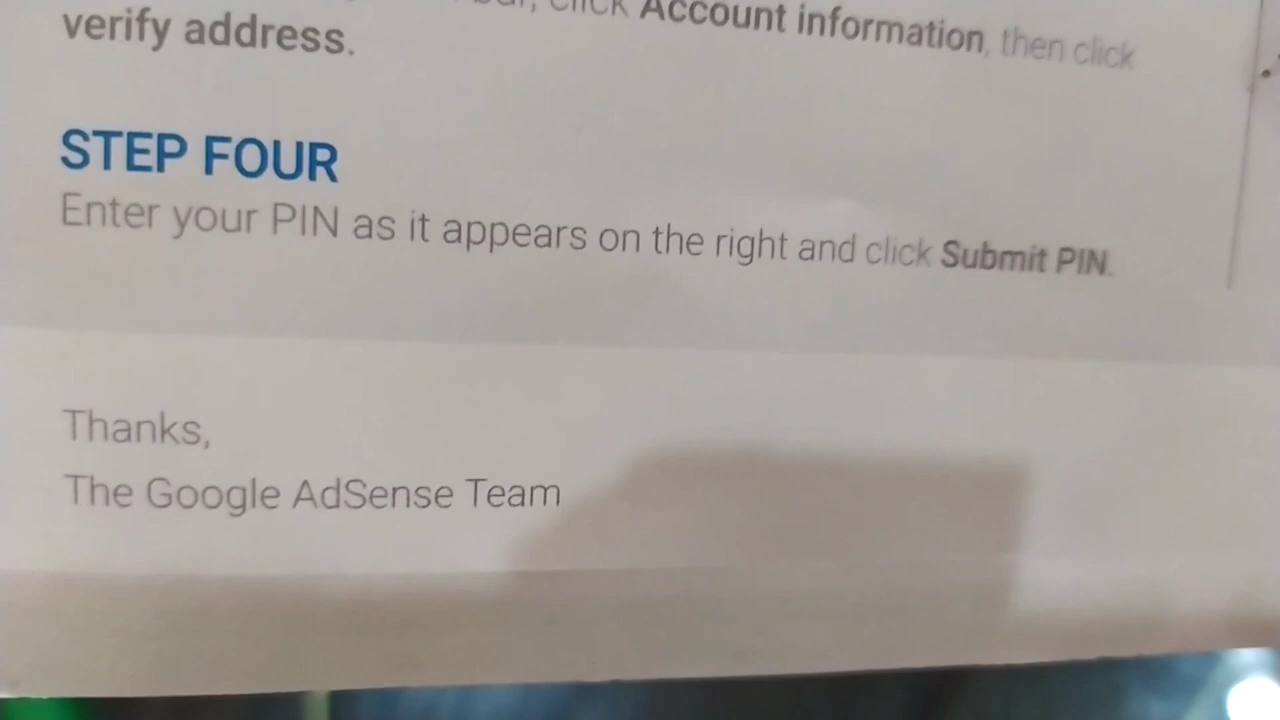 click Account information, then click
verify address.
STEP FOUR
Enter your PIN as it appears on the right and click Submit PIN.
Thanks,
The Google AdSense Team